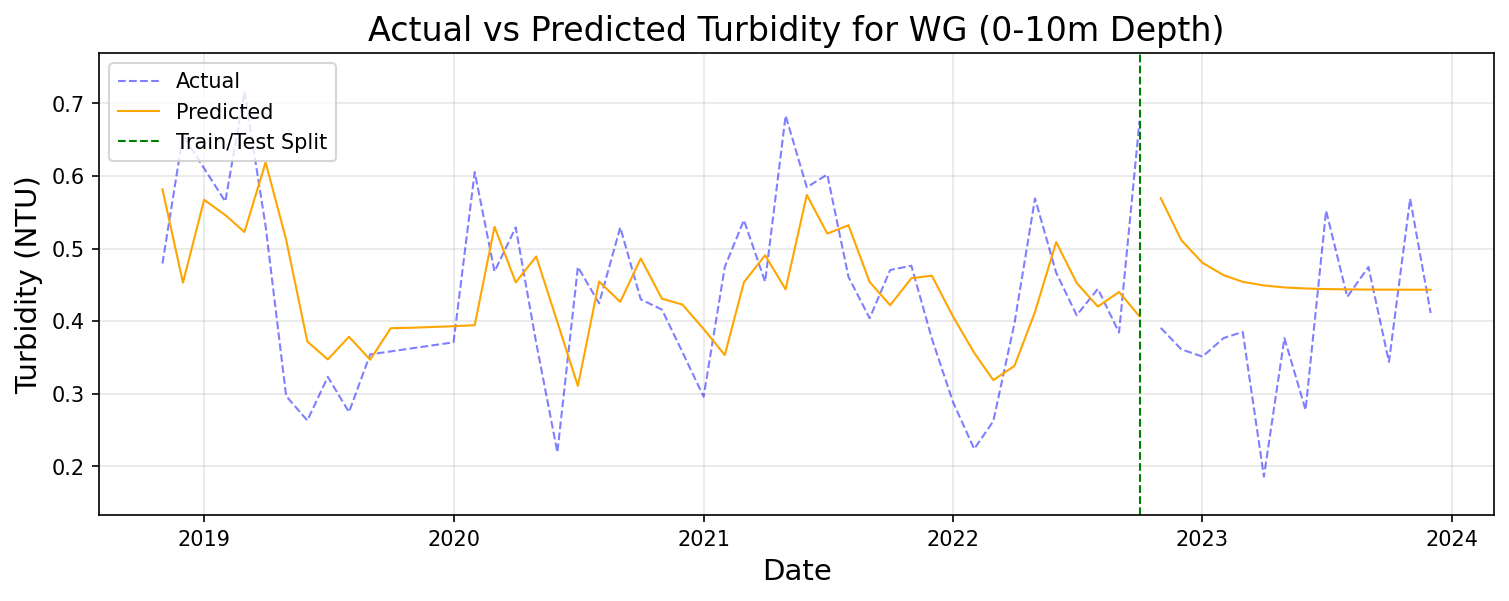 Actual vs Predicted Turbidity for WG (0-10m Depth)
Actual
Predicted
Train/Test Split
Turbidity (NTU)
0.7
0.6
0.5
0.4
0.3
0.2
2019 2020 2021 2022 2023 2024
Date